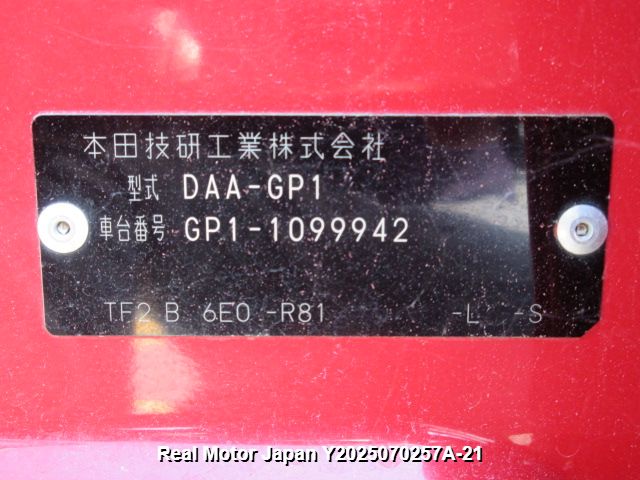 本田技研工業株式会社
型式 DAA-GP1
車台番号 GP1-1099942
TF2 B 6E0 -R81 -L -S
Real Motor Japan Y2025070257A-21